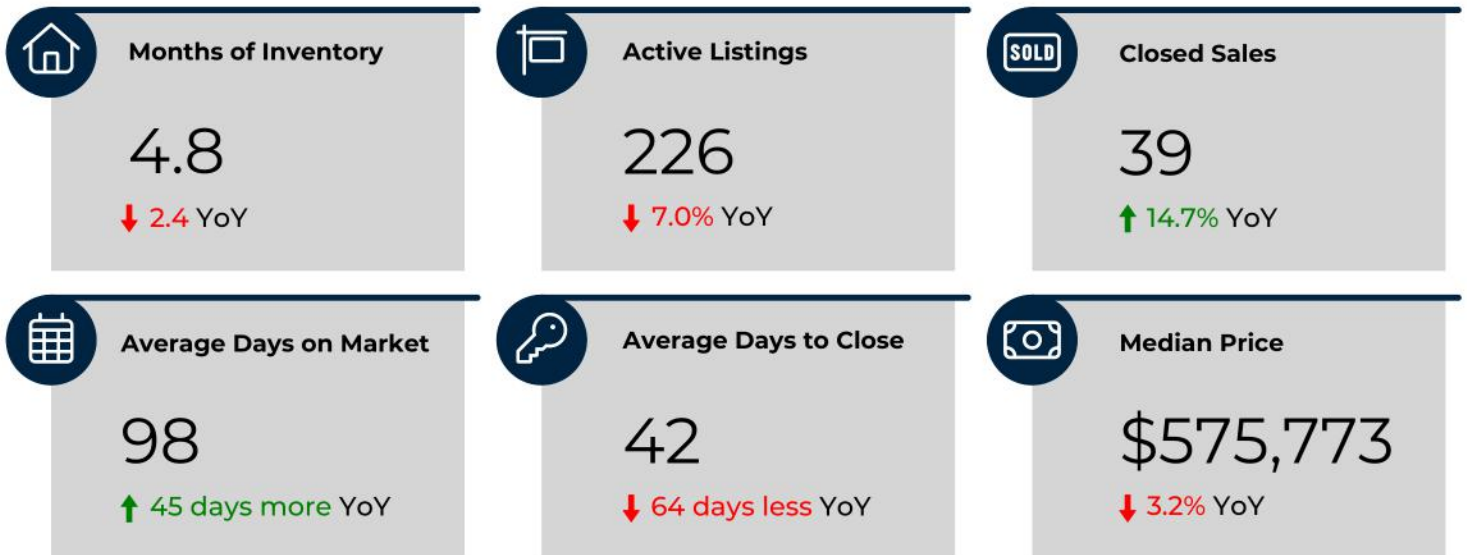 Months of Inventory
4.8
↓ 2.4 YoY
Active Listings
226
↓ 7.0% YoY
SOLD
Closed Sales
39
↑ 14.7% YoY
Average Days on Market
98
↑ 45 days more YoY
Average Days to Close
42
↓ 64 days less YoY
Median Price
$575,773
↓ 3.2% YoY